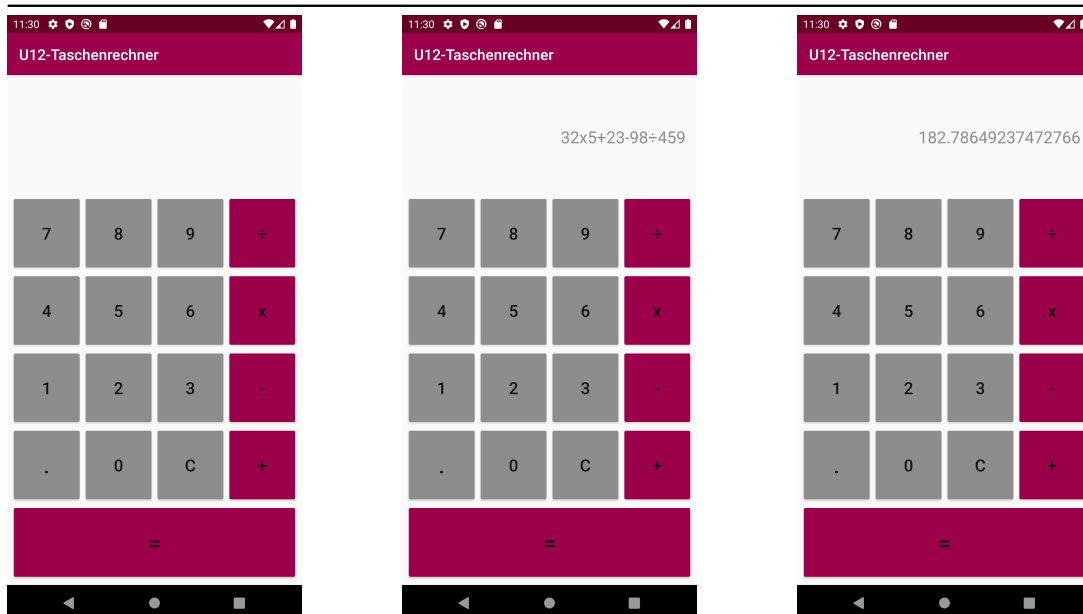 11:30
U12-Taschenrechner
7 8 9 ÷
4 5 6 x
1 2 3 -
. 0 C +
=
11:30
U12-Taschenrechner
32x5+23-98÷459
7 8 9 ÷
4 5 6 x
1 2 3 -
. 0 C +
=
11:30
U12-Taschenrechner
182.78649237472766
7 8 9 ÷
4 5 6 x
1 2 3 -
. 0 C +
=